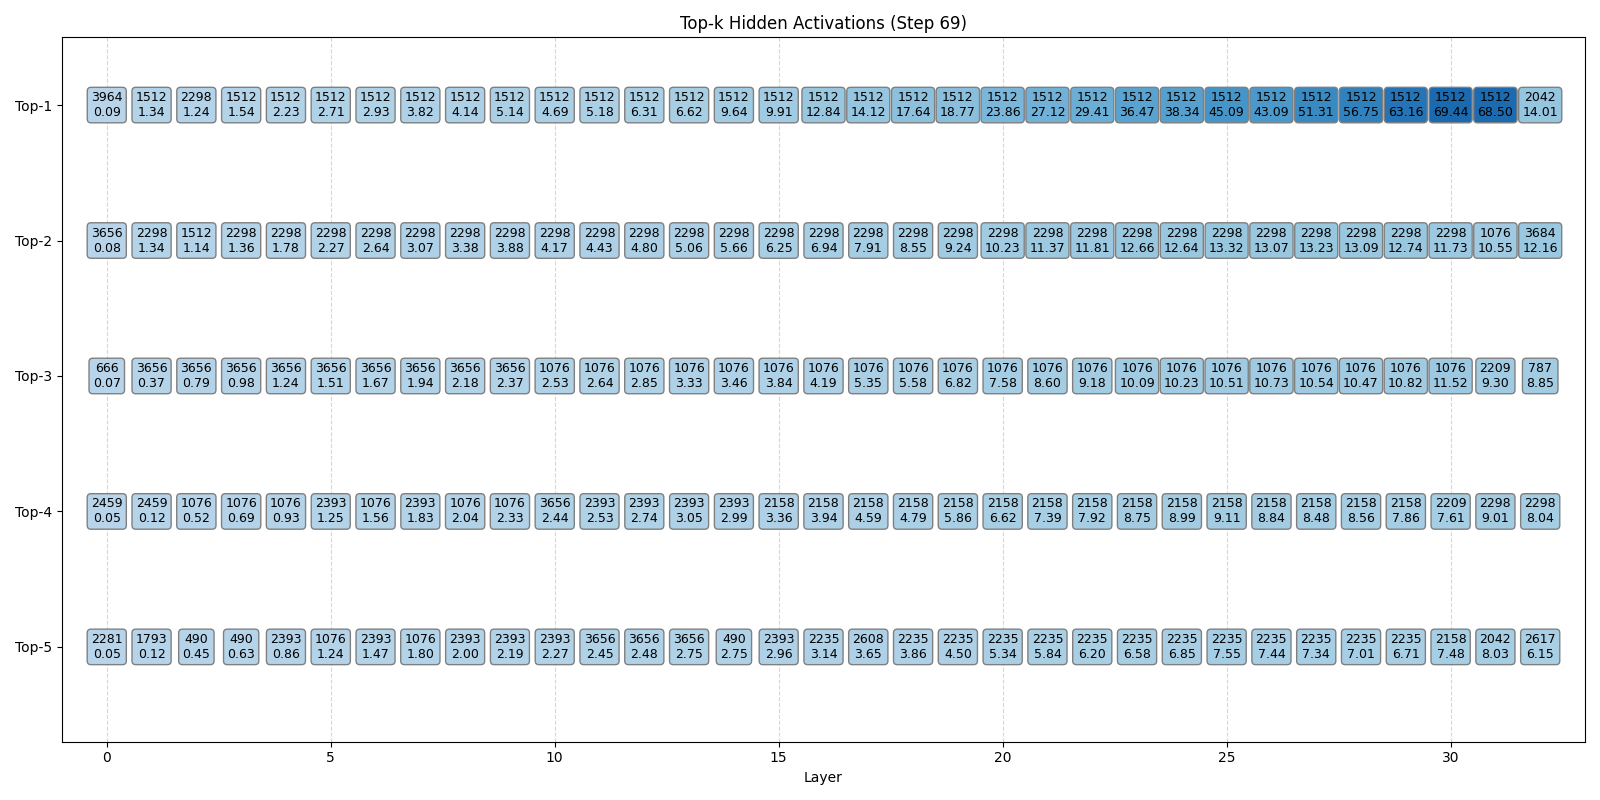 Top-k Hidden Activations (Step 69)
Top-1
3964 1512 2298 1512 1512 1512 1512 1512 1512 1512 1512 1512 1512 1512 1512 1512 1512 1512 1512 1512 1512 1512 1512 1512 1512 1512 1512 1512 1512 1512 1512 1512 2042
0.09 1.34 1.24 1.54 2.23 2.71 2.93 3.82 4.14 5.14 4.69 5.18 6.31 6.62 9.64 9.91 12.84 14.12 17.64 18.77 23.86 27.12 29.41 36.47 38.34 45.09 43.09 51.31 56.75 63.16 69.44 68.50 14.01
Top-2
3656 2298 1512 2298 2298 2298 2298 2298 2298 2298 2298 2298 2298 2298 2298 2298 2298 2298 2298 2298 2298 2298 2298 2298 2298 2298 2298 2298 2298 2298 2298 1076 3684
0.08 1.34 1.14 1.36 1.78 2.27 2.64 3.07 3.38 3.88 4.17 4.43 4.80 5.06 5.66 6.25 6.94 7.91 8.55 9.24 10.23 11.37 11.81 12.66 12.64 13.32 13.07 13.23 13.09 12.74 11.73 10.55 12.16
Top-3
666 3656 3656 3656 3656 3656 3656 3656 3656 3656 1076 1076 1076 1076 1076 1076 1076 1076 1076 1076 1076 1076 1076 1076 1076 1076 1076 1076 1076 1076 1076 2209 787
0.07 0.37 0.79 0.98 1.24 1.51 1.67 1.94 2.18 2.37 2.53 2.64 2.85 3.33 3.46 3.84 4.19 5.35 5.58 6.82 7.58 8.60 9.18 10.09 10.23 10.51 10.73 10.54 10.47 10.82 11.52 9.30 8.85
Top-4
2459 2459 1076 1076 1076 2393 1076 2393 1076 1076 3656 2393 2393 2393 2393 2158 2158 2158 2158 2158 2158 2158 2158 2158 2158 2158 2158 2158 2158 2158 2209 2298 2298
0.05 0.12 0.52 0.69 0.93 1.25 1.56 1.83 2.04 2.33 2.44 2.53 2.74 3.05 2.99 3.36 3.94 4.59 4.79 5.86 6.62 7.39 7.92 8.75 8.99 9.11 8.84 8.48 8.56 7.86 7.61 9.01 8.04
Top-5
2281 1793 490 490 2393 1076 2393 1076 2393 2393 2393 3656 3656 3656 490 2393 2235 2608 2235 2235 2235 2235 2235 2235 2235 2235 2235 2235 2235 2235 2158 2042 2617
0.05 0.12 0.45 0.63 0.86 1.24 1.47 1.80 2.00 2.19 2.27 2.45 2.48 2.75 2.75 2.96 3.14 3.65 3.86 4.50 5.34 5.84 6.20 6.58 6.85 7.55 7.44 7.34 7.01 6.71 7.48 8.03 6.15
0 5 10 15 20 25 30
Layer